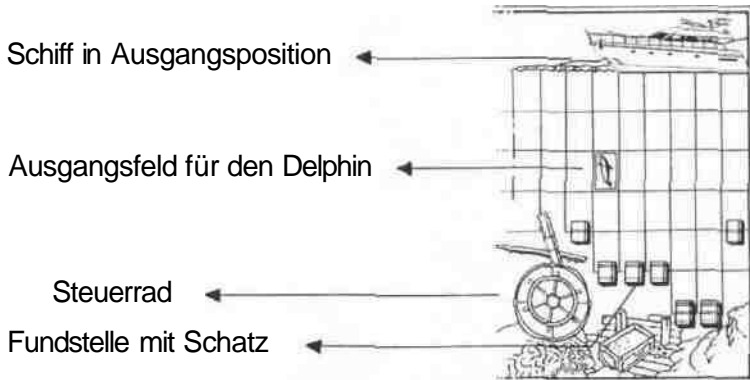 Schiff in Ausgangsposition
Ausgangsfeld für den Delphin
Steuerrad
Fundstelle mit Schatz